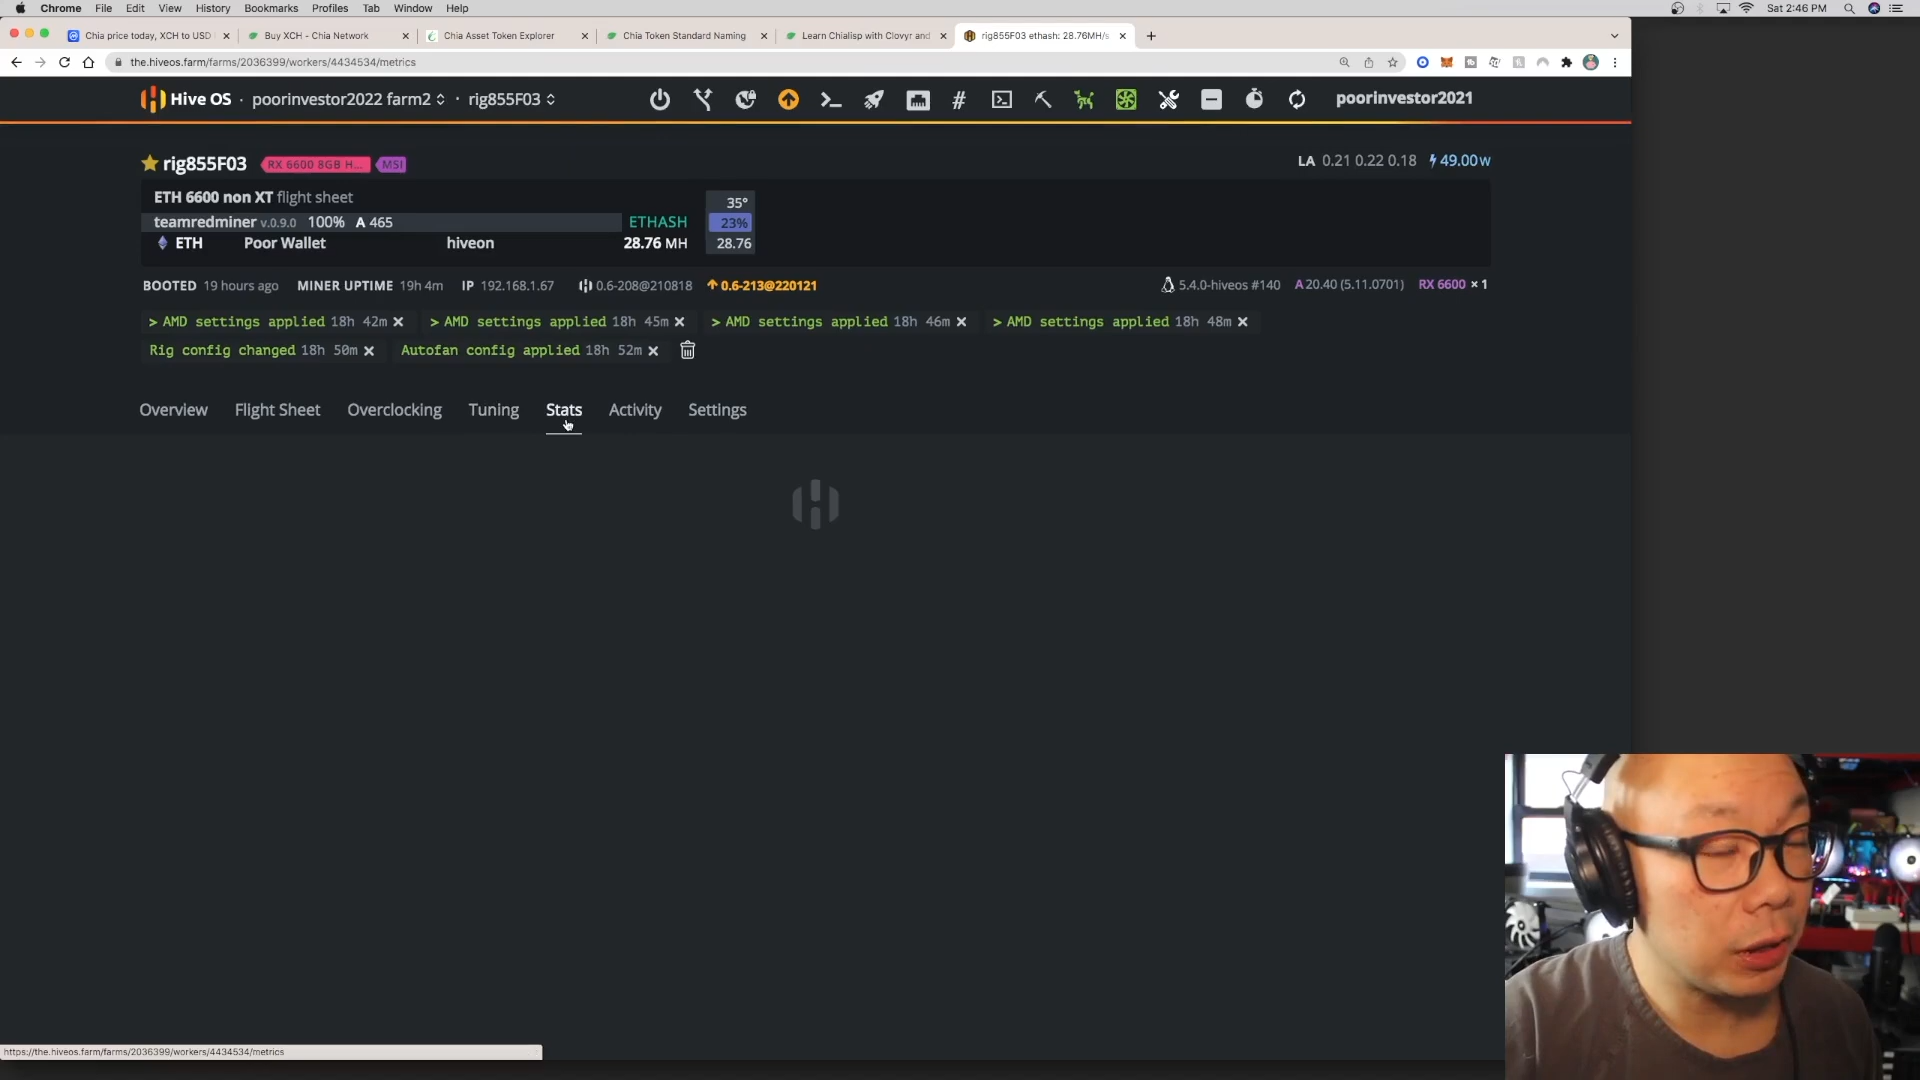 Chrome File Edit View History Bookmarks Profiles Tab Window Help Sat 2:46 PM
Chia price today, XCH to USD Buy XCH - Chia Network Chia Asset Token Explorer Chia Token Standard Naming Learn Chialisp with Clovyr and rig855F03 ethash: 28.76MH/s
the.hiveos.farm/farms/2036399/workers/4434534/metrics
Hive OS · poorinvestor2022 farm2 · rig855F03 poorinvestor2021
rig855F03 RX 6600 8GB H... MSI LA 0.21 0.22 0.18 49.00 W
ETH 6600 non XT flight sheet 35°
teamredminer v.0.9.0 100% A 465 ETHASH 23%
ETH Poor Wallet hiveon 28.76 MH 28.76
BOOTED 19 hours ago MINER UPTIME 19h 4m IP 192.168.1.67 0.6-208@210818 0.6-213@220121 5.4.0-hiveos #140 A 20.40 (5.11.0701) RX 6600 × 1
> AMD settings applied 18h 42m > AMD settings applied 18h 45m > AMD settings applied 18h 46m > AMD settings applied 18h 48m
Rig config changed 18h 50m Autofan config applied 18h 52m
Overview Flight Sheet Overclocking Tuning Stats Activity Settings
https://the.hiveos.farm/farms/2036399/workers/4434534/metrics